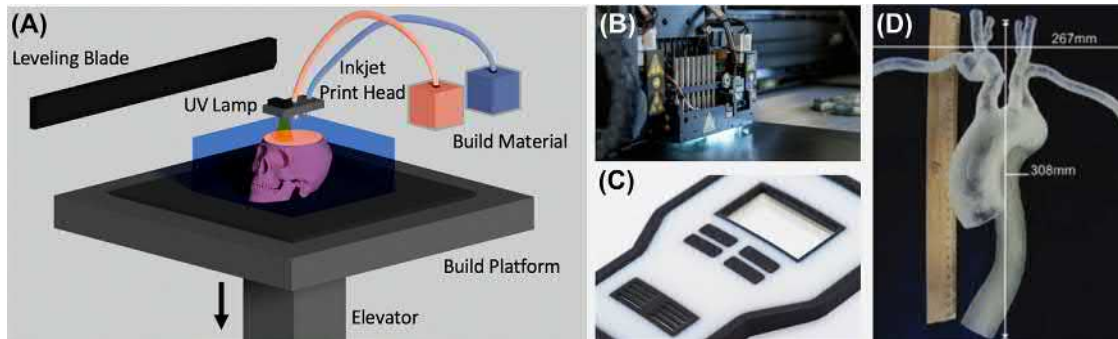 (A)
Leveling Blade
Inkjet
Print Head
UV Lamp
Build Material
Build Platform
Elevator
(B)
(C)
(D)
267mm
308mm